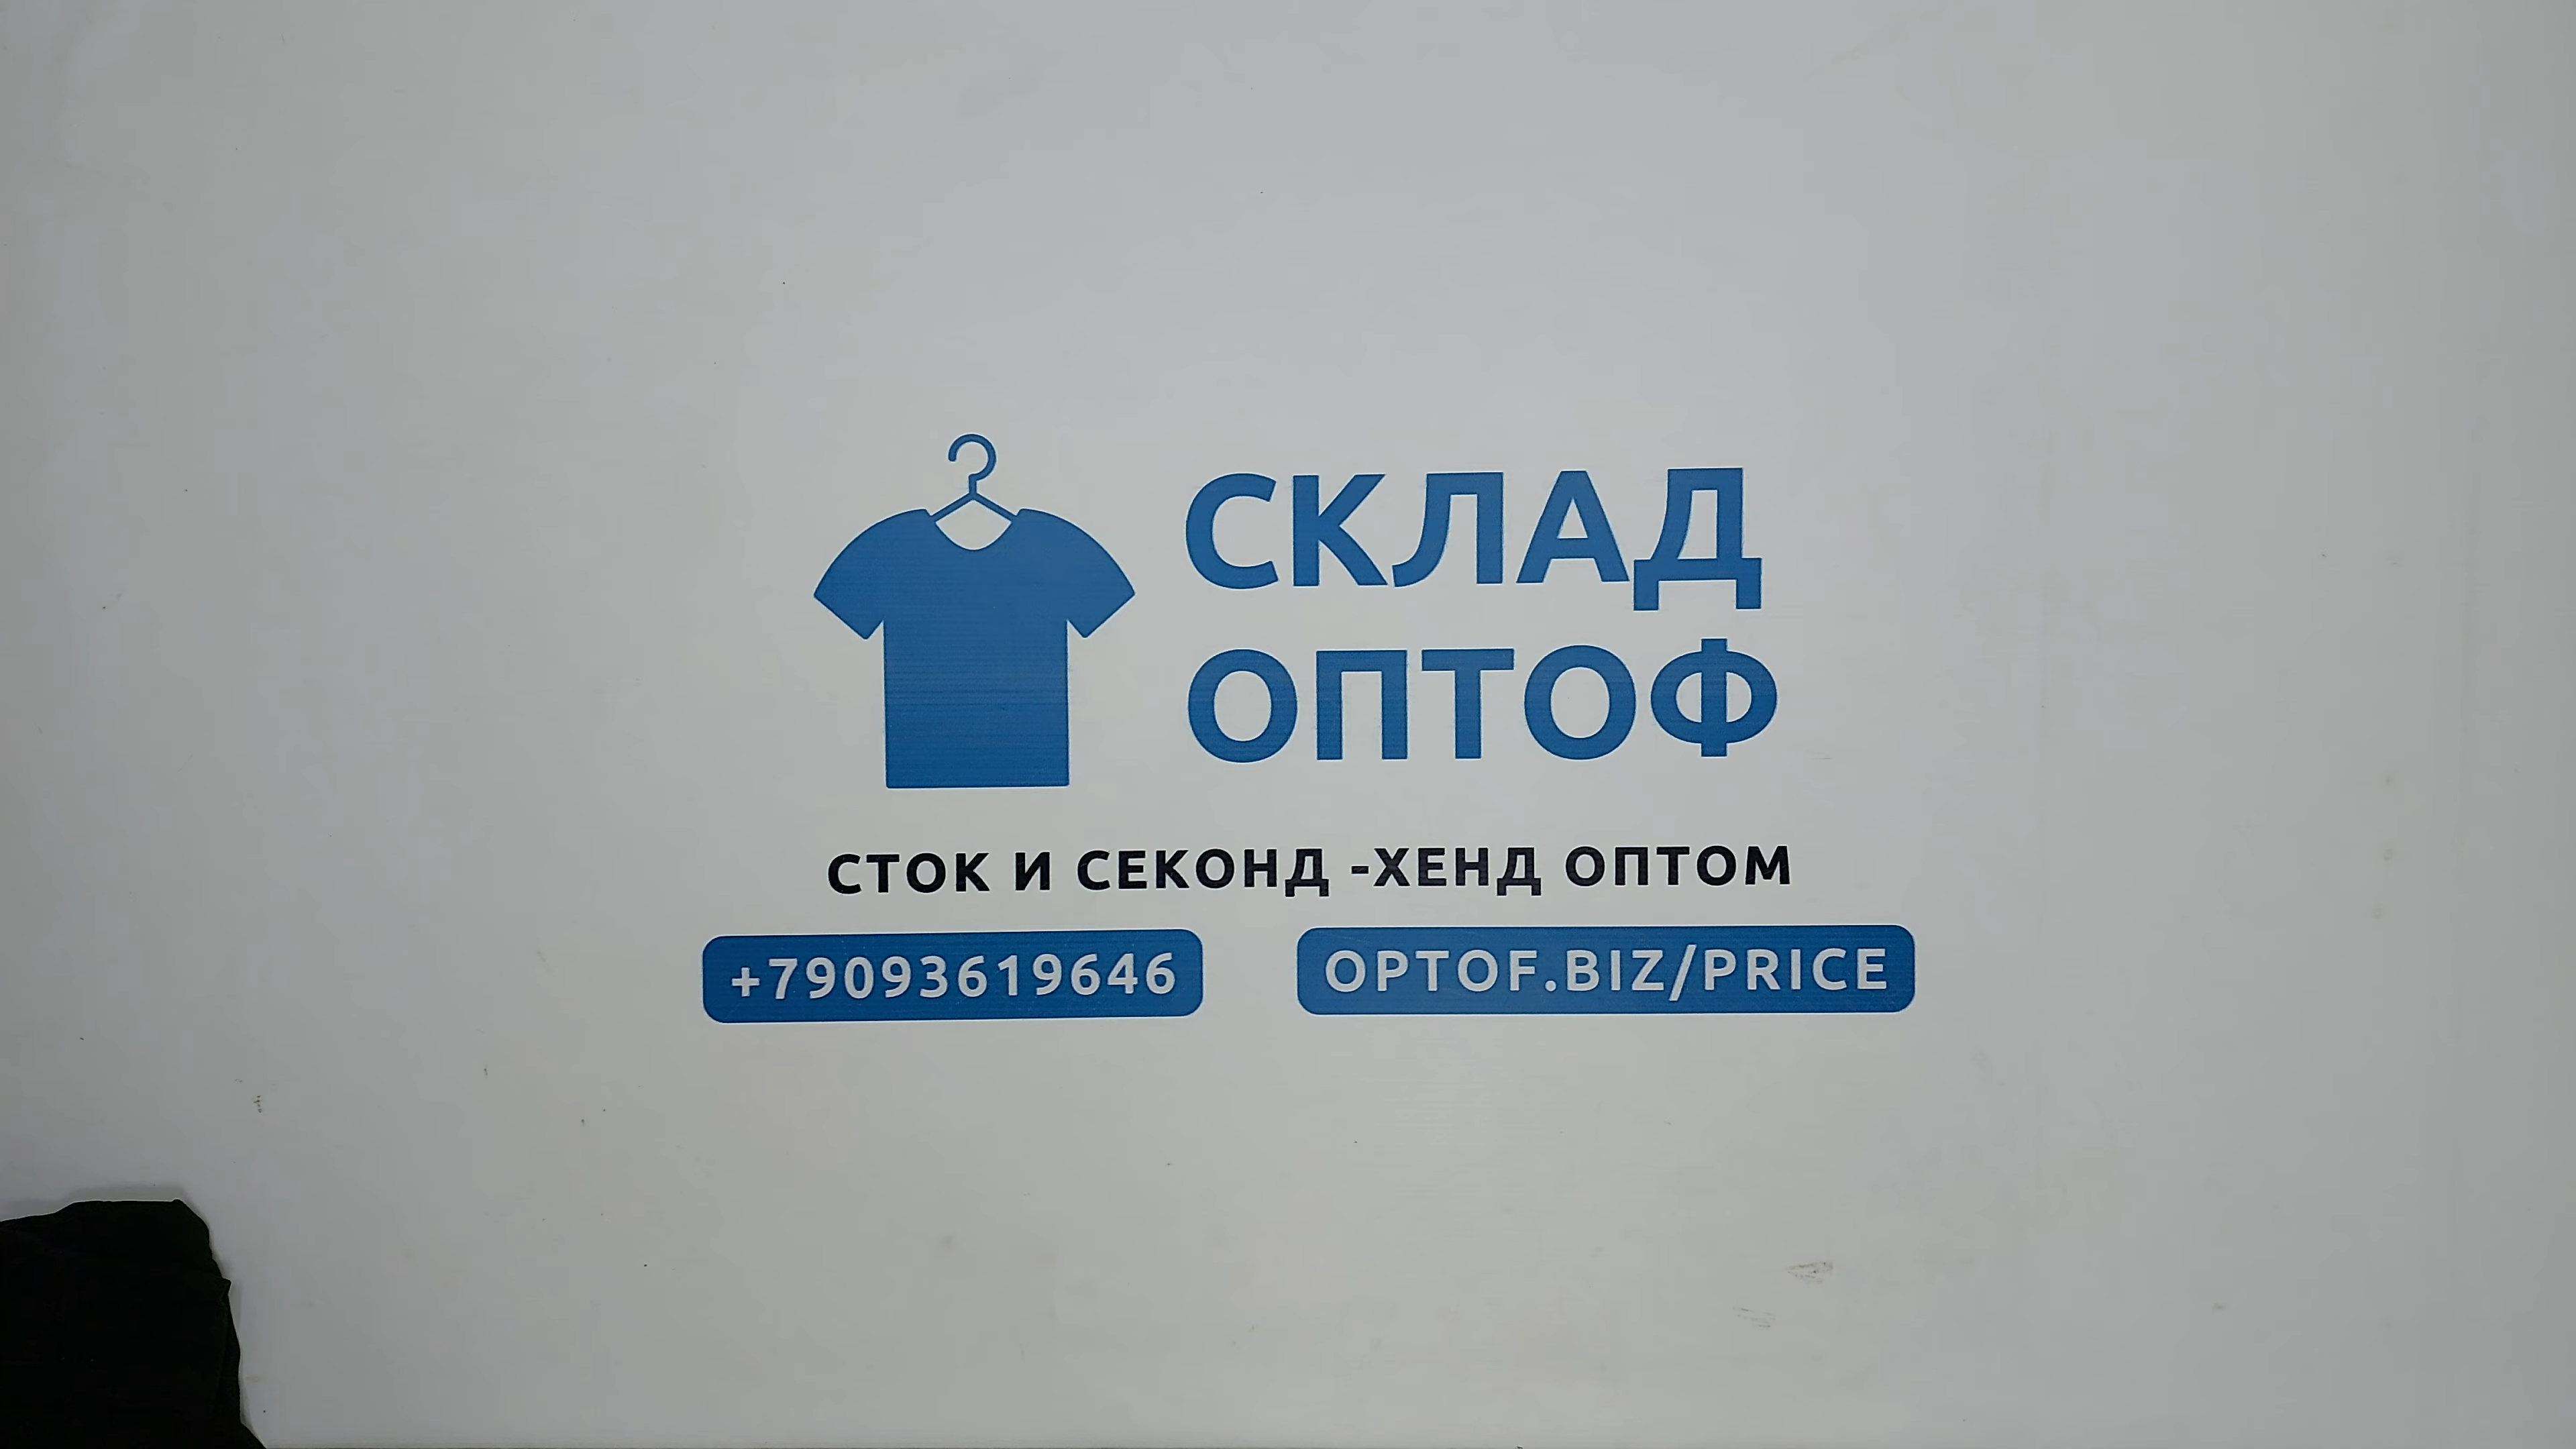 СКЛАД
ОПТОФ
СТОК И СЕКОНД -ХЕНД ОПТОМ
+79093619646
OPTOF.BIZ/PRICE